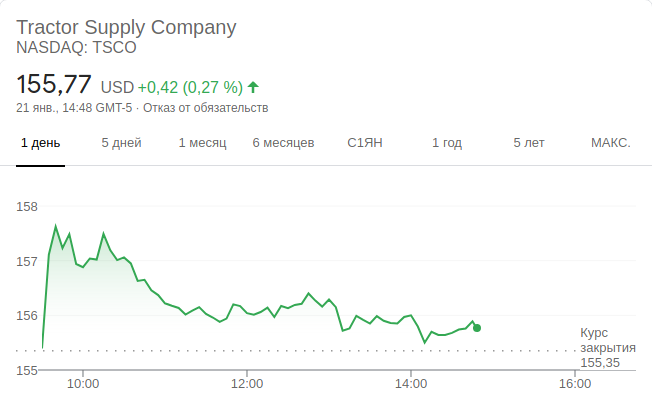 Tractor Supply Company
NASDAQ: TSCO
155,77 USD +0,42 (0,27 %)
21 янв., 14:48 GMT-5 · Отказ от обязательств
1 день 5 дней 1 месяц 6 месяцев С1ЯН 1 год 5 лет МАКС.
158
157
156
Курс
закрытия
155,35
155
10:00 12:00 14:00 16:00